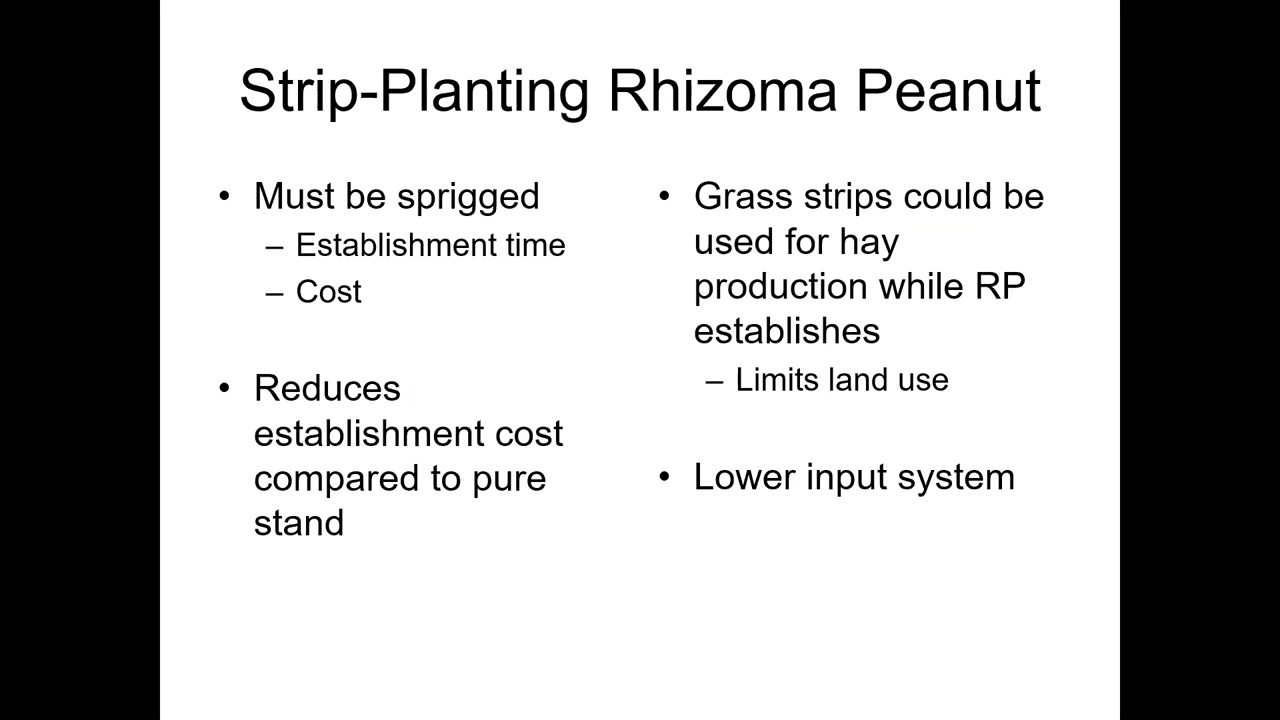 Strip-Planting Rhizoma Peanut
• Must be sprigged
– Establishment time
– Cost
• Reduces
establishment cost
compared to pure
stand
• Grass strips could be
used for hay
production while RP
establishes
– Limits land use
• Lower input system